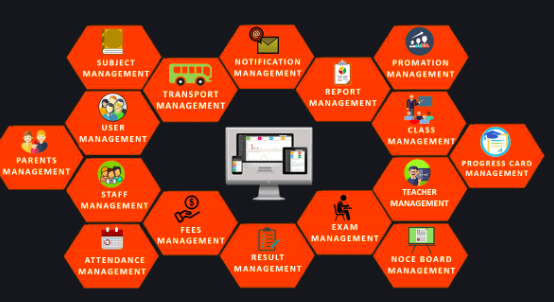 SUBJECT
MANAGEMENT
TRANSPORT
MANAGEMENT
NOTIFICATION
MANAGEMENT
REPORT
MANAGEMENT
PROMATION
MANAGEMENT
USER
MANAGEMENT
CLASS
MANAGEMENT
PARENTS
MANAGEMENT
PROGRESS CARD
MANAGEMENT
STAFF
MANAGEMENT
TEACHER
MANAGEMENT
FEES
MANAGEMENT
EXAM
MANAGEMENT
ATTENDANCE
MANAGEMENT
RESULT
MANAGEMENT
NOCE BOARD
MANAGEMENT